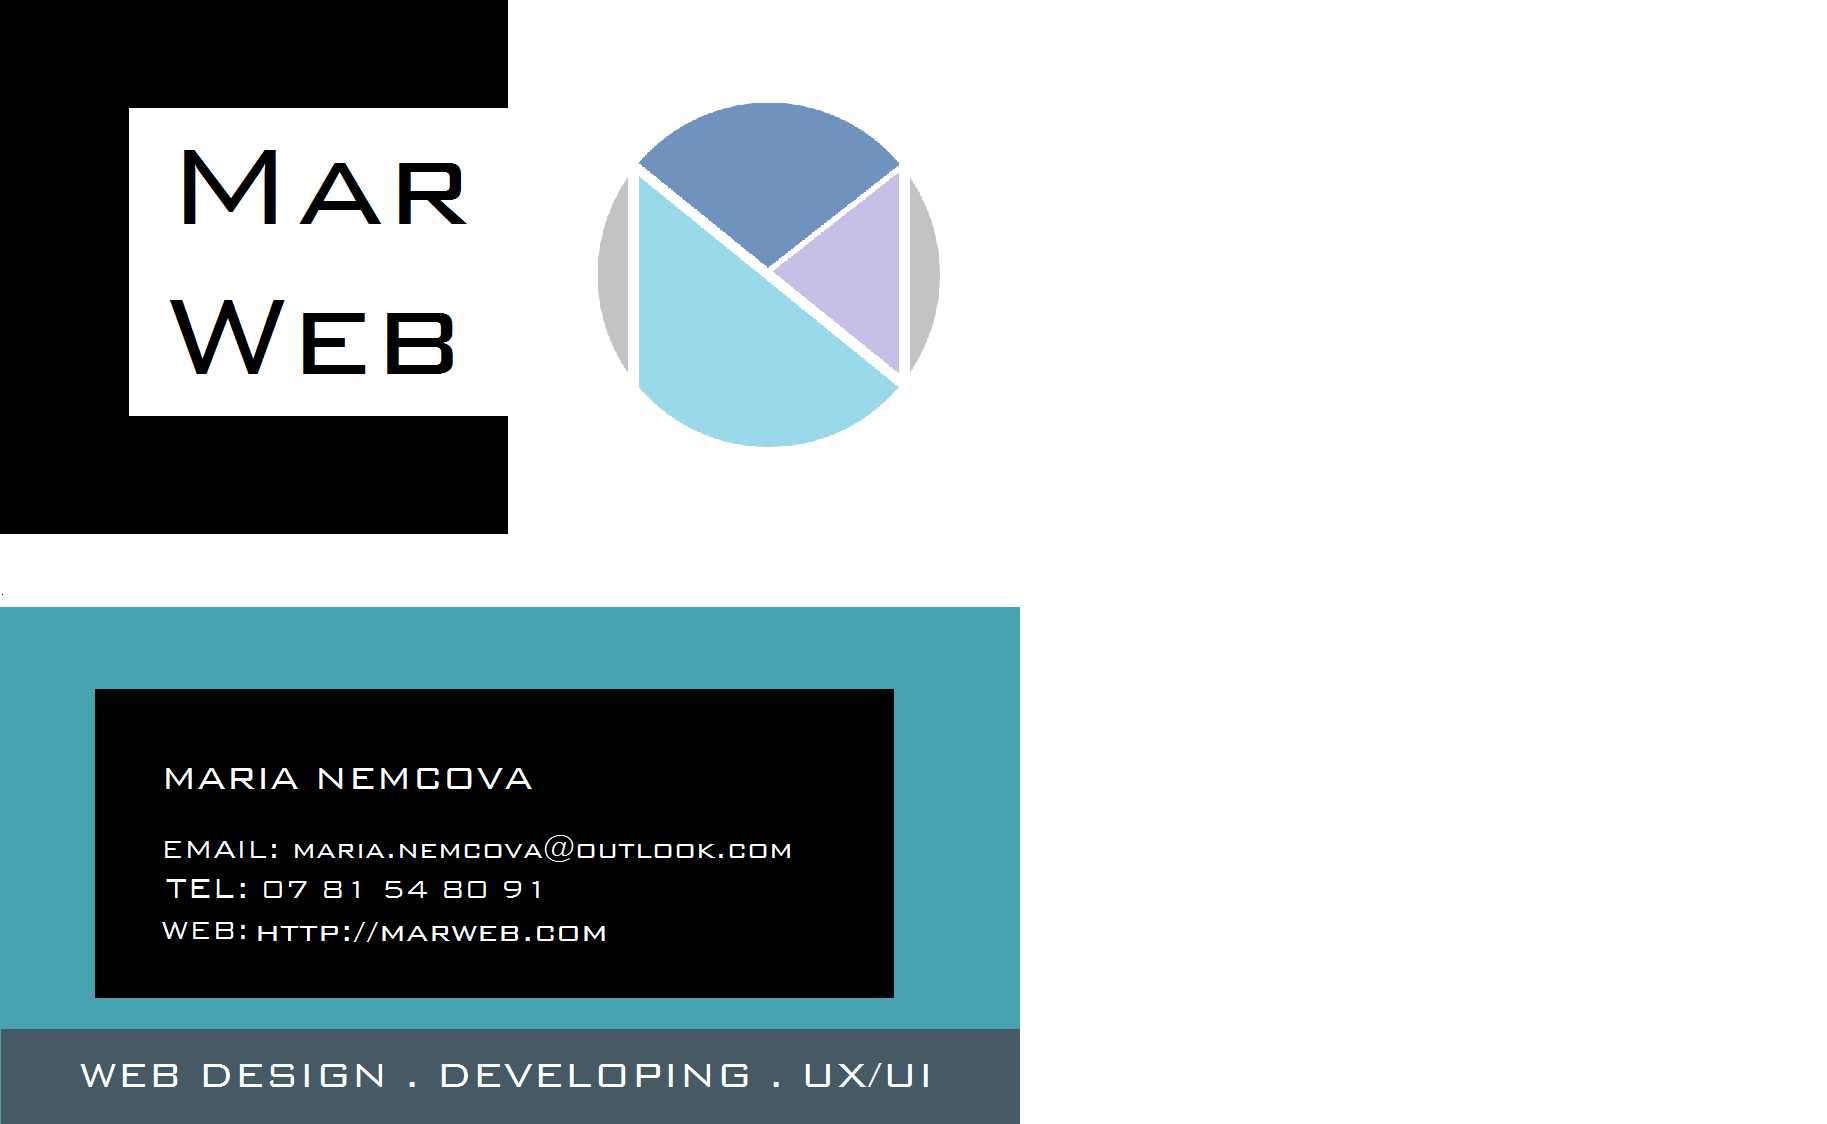 Mar
Web
MARIA NEMCOVA
EMAIL: MARIA.NEMCOVA@OUTLOOK.COM
TEL: 07 81 54 80 91
WEB: HTTP://MARWEB.COM
WEB DESIGN . DEVELOPING . UX/UI